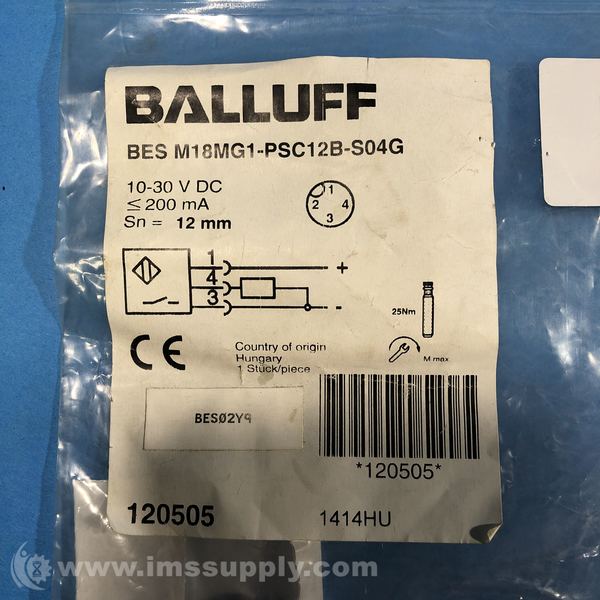 BALLUFF
BES M18MG1-PSC12B-S04G
10-30 V DC
≤ 200 mA
Sn = 12 mm
1
2 4
3
1 +
4
3 -
25Nm
M max
Country of origin
Hungary
1 Stück/piece
CE
BESØ2Y9
*120505*
120505
1414HU
www.imssupply.com